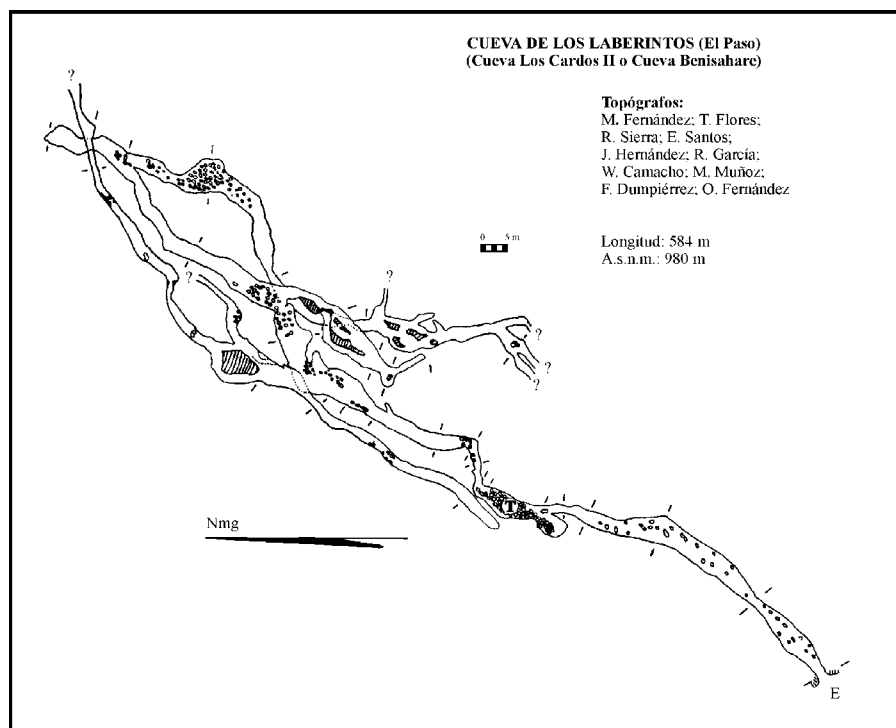 CUEVA DE LOS LABERINTOS (El Paso)
(Cueva Los Cardos II o Cueva Benisahare)
Topógrafos:
M. Fernández; T. Flores;
R. Sierra; E. Santos;
J. Hernández; R. García;
W. Camacho; M. Muñoz;
F. Dumpiérrez; O. Fernández
0 5 m
Longitud: 584 m
A.s.n.m.: 980 m
?
?
?
?
?
?
T
Nmg
E